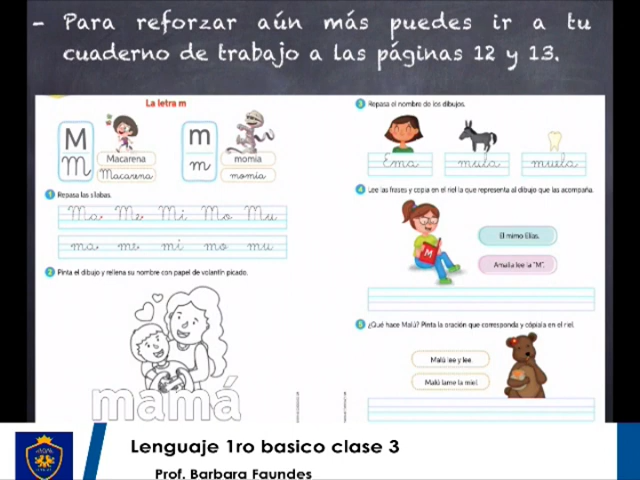 - Para reforzar aún más puedes ir a tu
cuaderno de trabajo a las páginas 12 y 13.
La letra m
M
M
Macarena
Macarena
m
m
momia
momia
1 Repasa las sílabas.
Ma Me Mi Mo Mu
ma me mi mo mu
2 Pinta el dibujo y rellena su nombre con papel de volantín picado.
mamá
3 Repasa el nombre de los dibujos.
Ema
mula
muela
4 Lee las frases y copia en el riel la que representa al dibujo que las acompaña.
M
El mimo Elías.
Amalia lee la "M".
5 ¿Qué hace Malú? Pinta la oración que corresponda y cópiala en el riel.
Malú lee y lee.
Malú lame la miel.
Lenguaje 1ro basico clase 3
Prof. Barbara Faundes